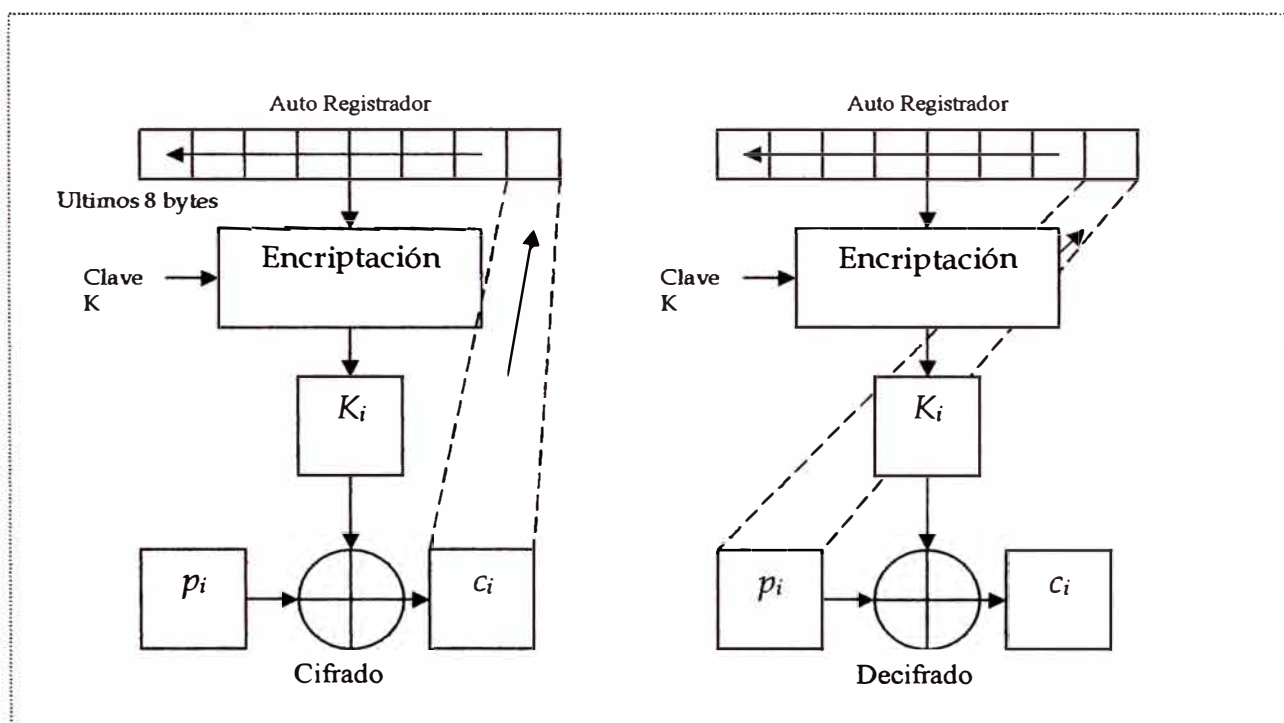 Auto Registrador
Ultimos 8 bytes
Encriptación
Clave
K
Ki
pi
ci
Cifrado
Auto Registrador
Encriptación
Clave
K
Ki
pi
ci
Decifrado